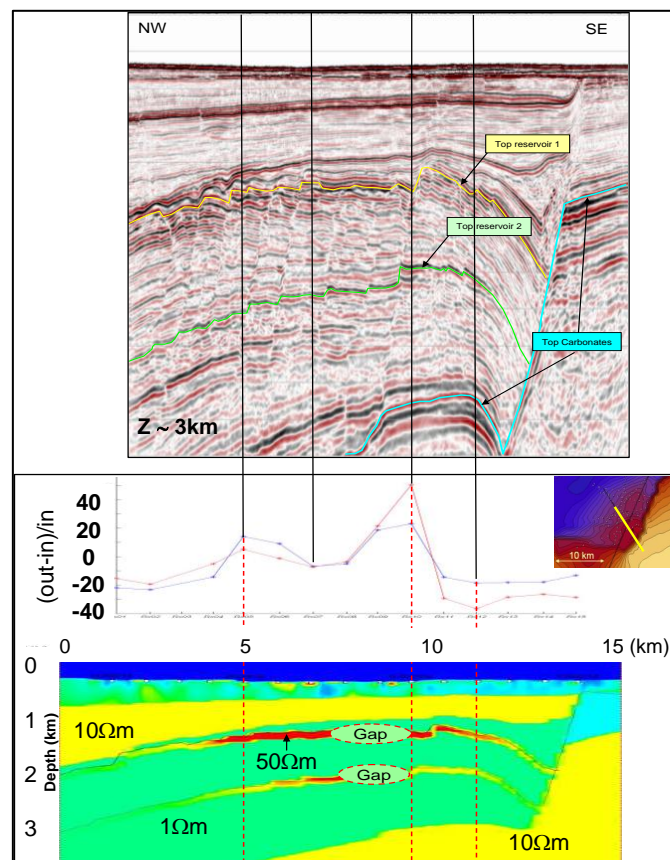 NW
SE
Top reservoir 1
Top reservoir 2
Top Carbonates
Z ~ 3km
40
20
0
-20
-40
(out-in)/in
10 km
0
5
10
15 (km)
0
1
2
3
Depth (km)
10Ωm
Gap
50Ωm
Gap
1Ωm
10Ωm